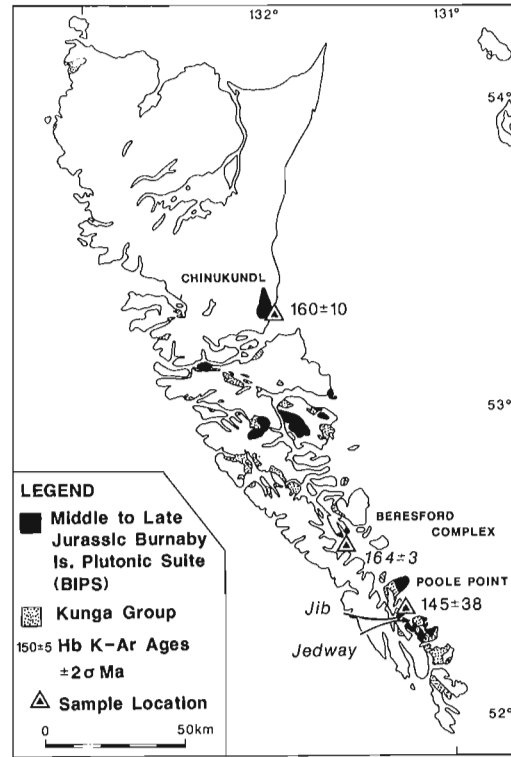 132°
131°
54°
CHINUKUNDL
160±10
53°
BERESFORD
COMPLEX
164±3
POOLE POINT
145±38
Jib
Jedway
52°
LEGEND
Middle to Late
Jurassic Burnaby
Is. Plutonic Suite
(BIPS)
Kunga Group
150±5 Hb K-Ar Ages
±2σ Ma
Sample Location
0 50km